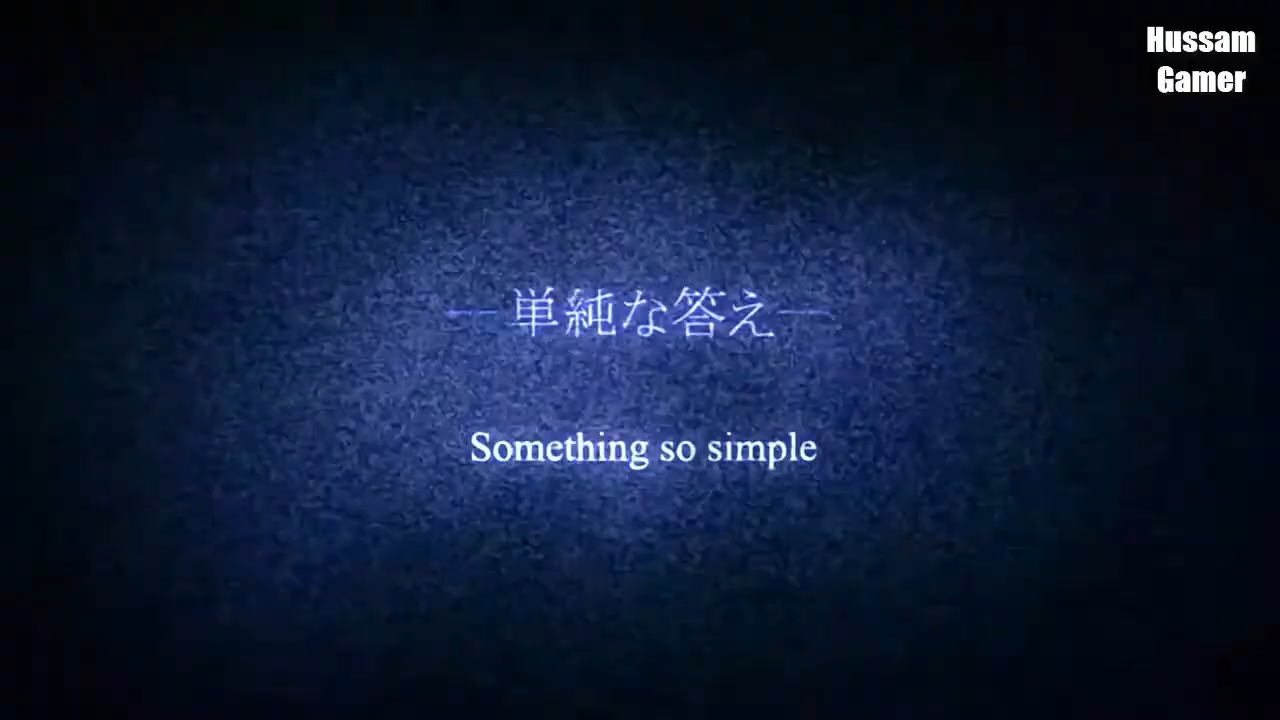 Hussam
Gamer
—単純な答え—
Something so simple